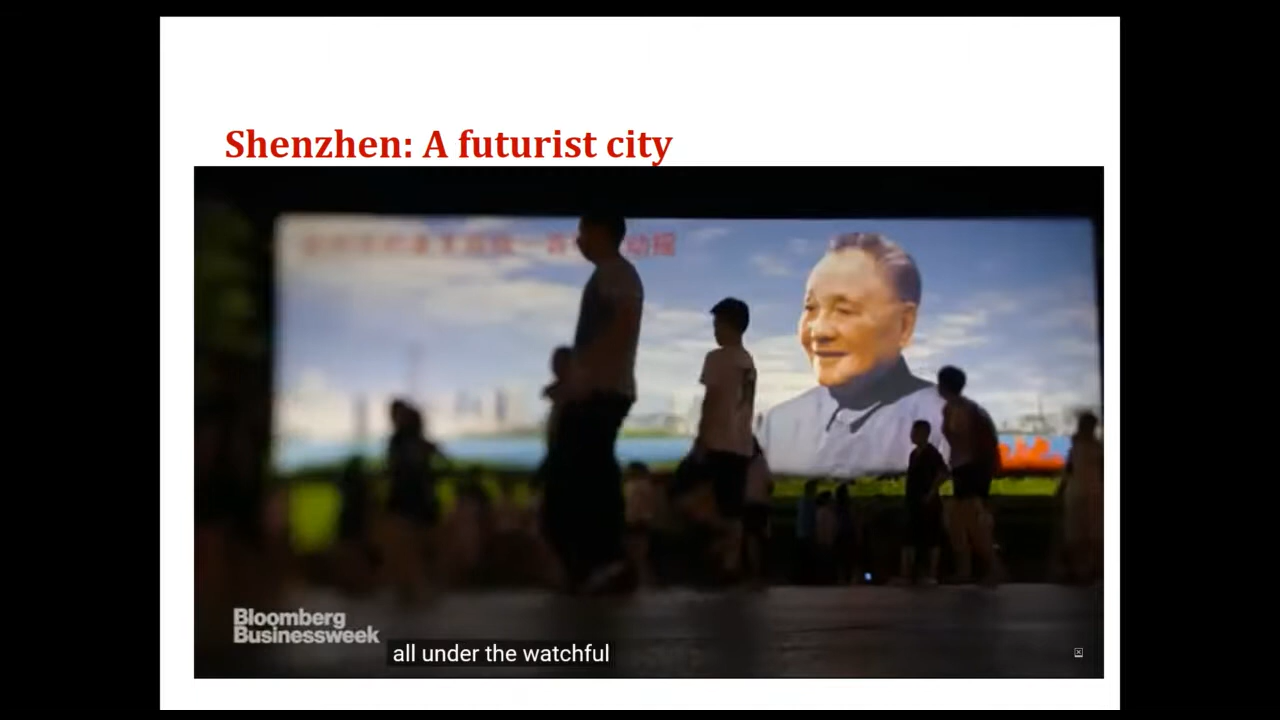 Shenzhen: A futurist city
Bloomberg
Businessweek
all under the watchful